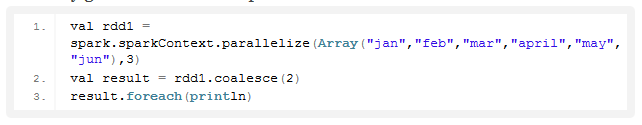 1. val rdd1 =
spark.sparkContext.parallelize(Array("jan","feb","mar","april","may",
"jun"),3)
2. val result = rdd1.coalesce(2)
3. result.foreach(println)